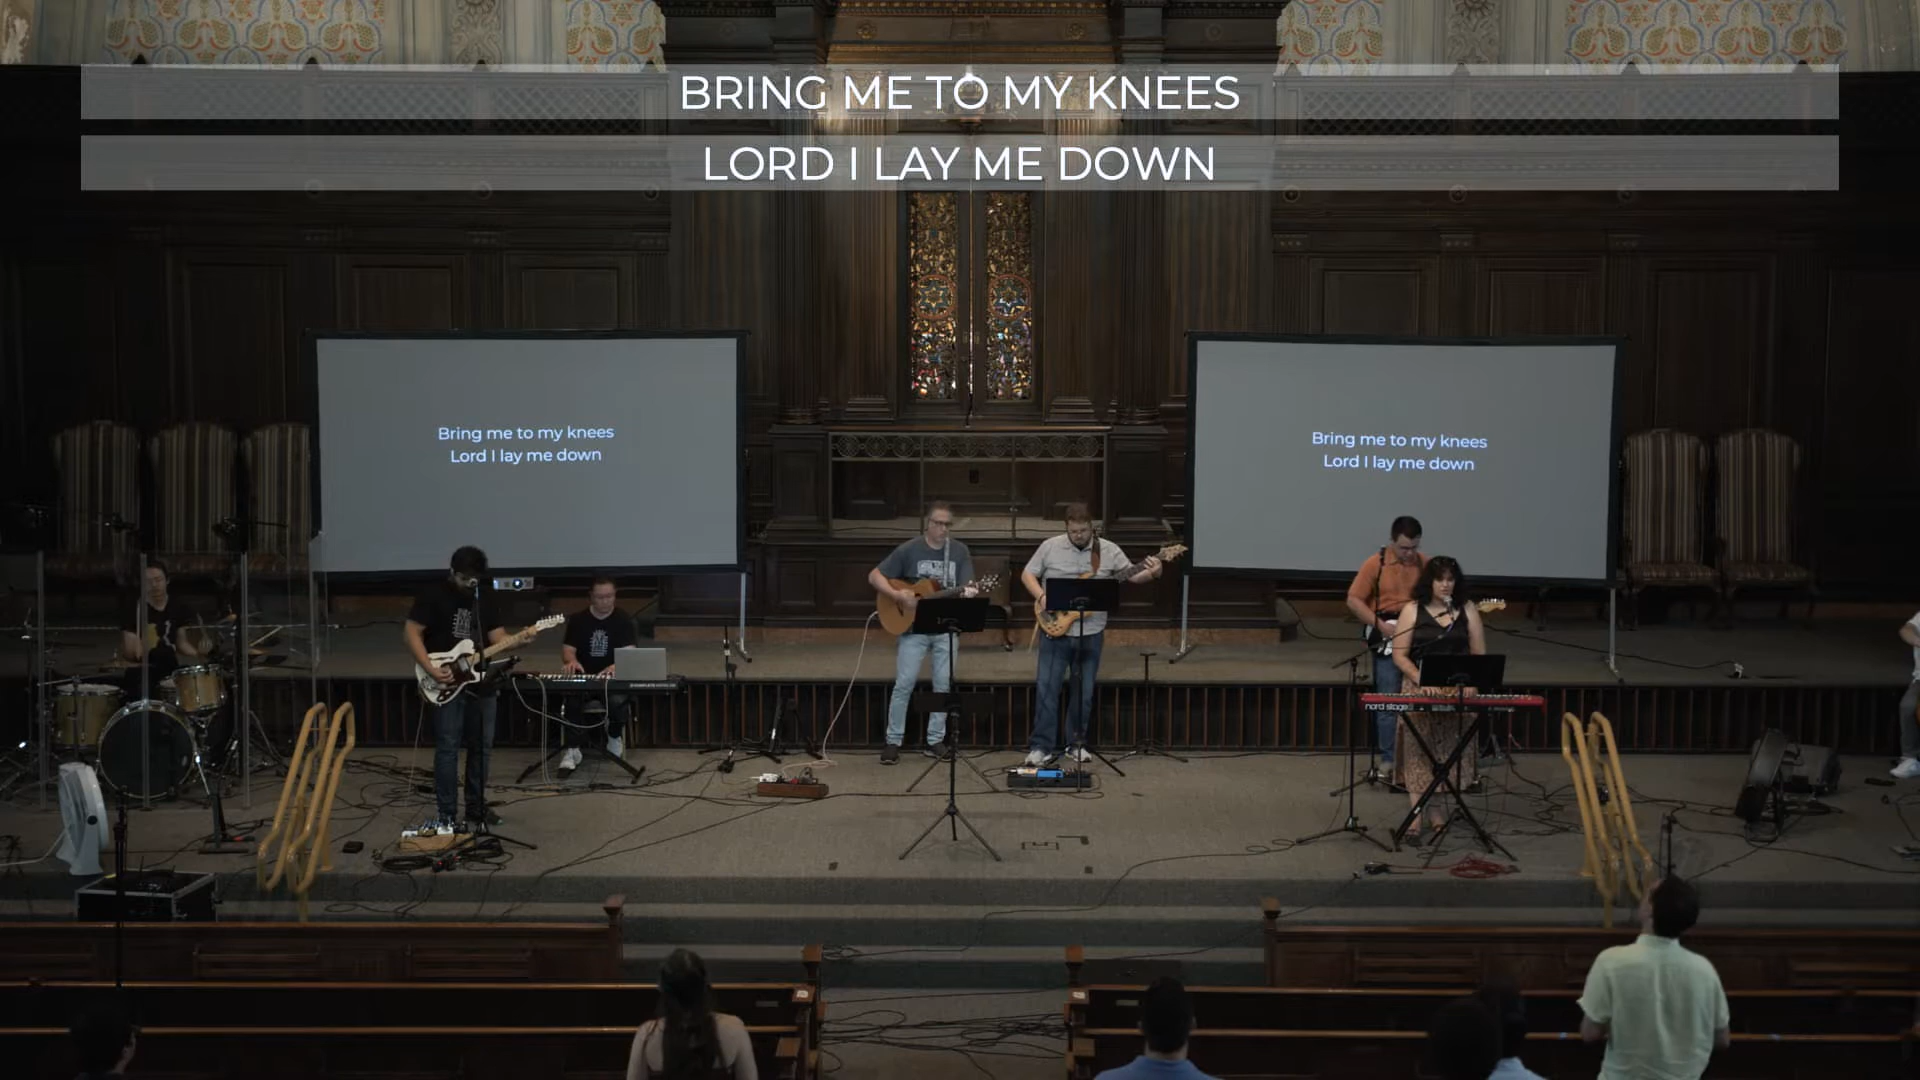 BRING ME TO MY KNEES
LORD I LAY ME DOWN
Bring me to my knees
Lord I lay me down
Bring me to my knees
Lord I lay me down
nord stage